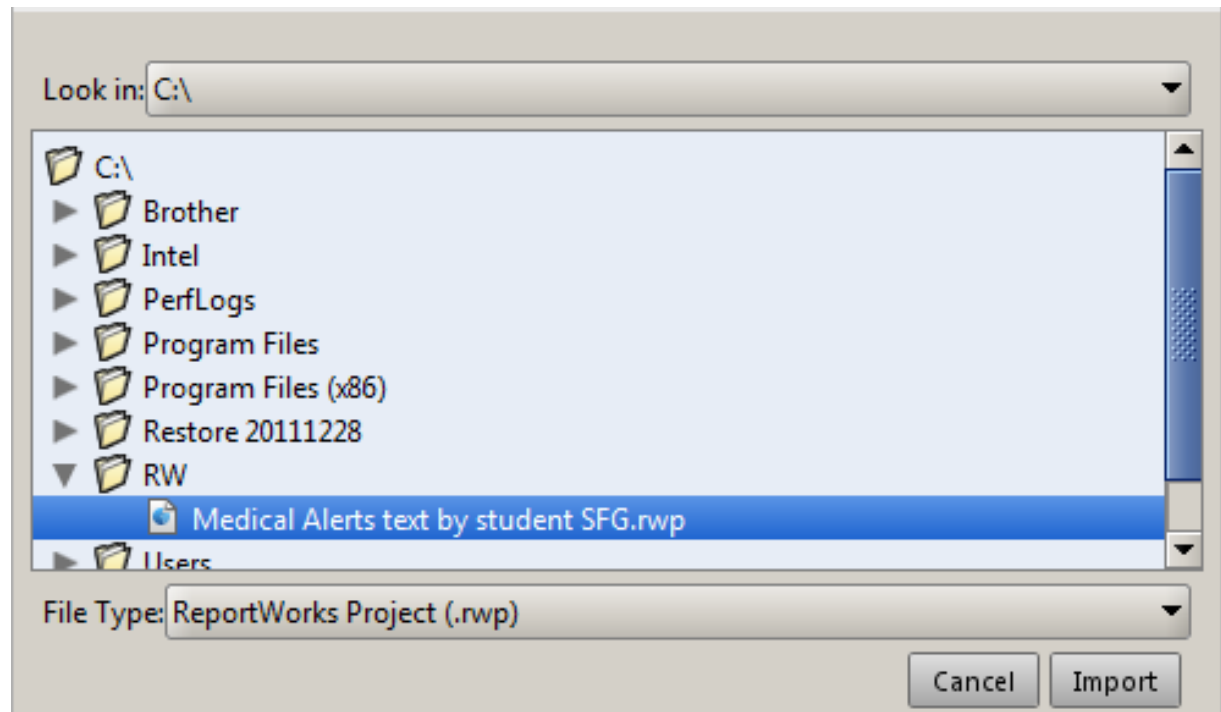 Look in: C:\
C:\
Brother
Intel
PerfLogs
Program Files
Program Files (x86)
Restore 20111228
RW
Medical Alerts text by student SFG.rwp
Users
File Type: ReportWorks Project (.rwp)
Cancel Import